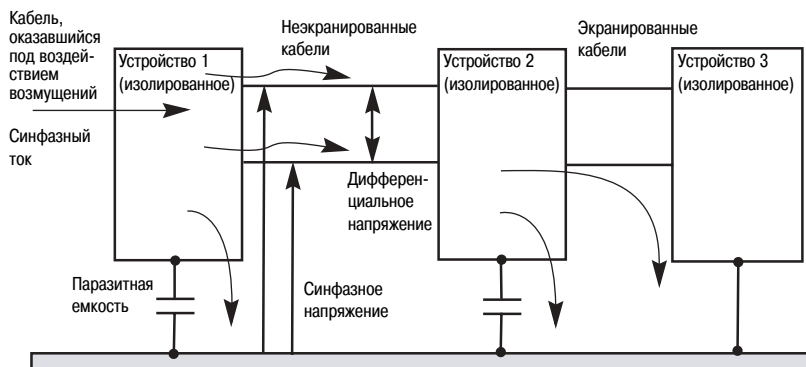 Кабель,
оказавшийся
под воздей-
ствием
возмущений
Синфазный
ток
Устройство 1
(изолированное)
Неэкранированные
кабели
Устройство 2
(изолированное)
Экранированные
кабели
Устройство 3
(изолированное)
Дифферен-
циальное
напряжение
Паразитная
емкость
Синфазное
напряжение